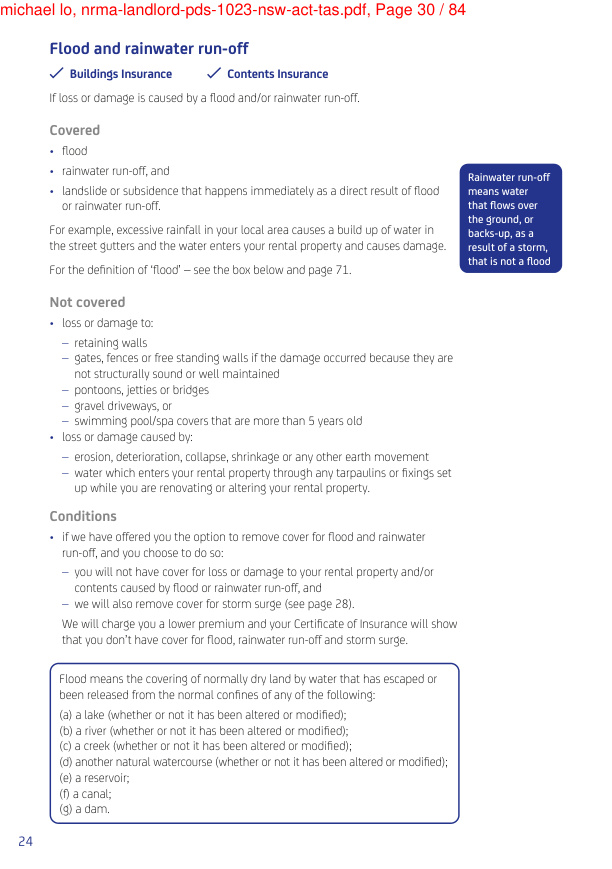 michael lo, nrma-landlord-pds-1023-nsw-act-tas.pdf, Page 30 / 84
Flood and rainwater run-off
Buildings Insurance
Contents Insurance
If loss or damage is caused by a flood and/or rainwater run-off.
Covered
• flood
• rainwater run-off, and
• landslide or subsidence that happens immediately as a direct result of flood
or rainwater run-off.
For example, excessive rainfall in your local area causes a build up of water in
the street gutters and the water enters your rental property and causes damage.
For the definition of ‘flood’ – see the box below and page 71.
Rainwater run-off
means water
that flows over
the ground, or
backs-up, as a
result of a storm,
that is not a flood
Not covered
• loss or damage to:
– retaining walls
– gates, fences or free standing walls if the damage occurred because they are
not structurally sound or well maintained
– pontoons, jetties or bridges
– gravel driveways, or
– swimming pool/spa covers that are more than 5 years old
• loss or damage caused by:
– erosion, deterioration, collapse, shrinkage or any other earth movement
– water which enters your rental property through any tarpaulins or fixings set
up while you are renovating or altering your rental property.
Conditions
• if we have offered you the option to remove cover for flood and rainwater
run-off, and you choose to do so:
– you will not have cover for loss or damage to your rental property and/or
contents caused by flood or rainwater run-off, and
– we will also remove cover for storm surge (see page 28).
We will charge you a lower premium and your Certificate of Insurance will show
that you don’t have cover for flood, rainwater run-off and storm surge.
Flood means the covering of normally dry land by water that has escaped or
been released from the normal confines of any of the following:
(a) a lake (whether or not it has been altered or modified);
(b) a river (whether or not it has been altered or modified);
(c) a creek (whether or not it has been altered or modified);
(d) another natural watercourse (whether or not it has been altered or modified);
(e) a reservoir;
(f) a canal;
(g) a dam.
24